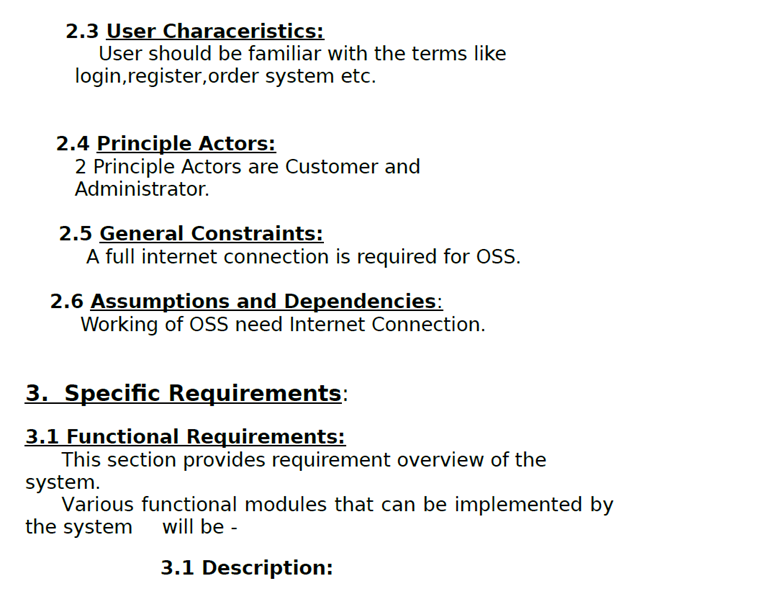 2.3 User Characeristics:
User should be familiar with the terms like
login,register,order system etc.
2.4 Principle Actors:
2 Principle Actors are Customer and
Administrator.
2.5 General Constraints:
A full internet connection is required for OSS.
2.6 Assumptions and Dependencies:
Working of OSS need Internet Connection.
3. Specific Requirements:
3.1 Functional Requirements:
This section provides requirement overview of the
system.
Various functional modules that can be implemented by
the system will be -
3.1 Description: